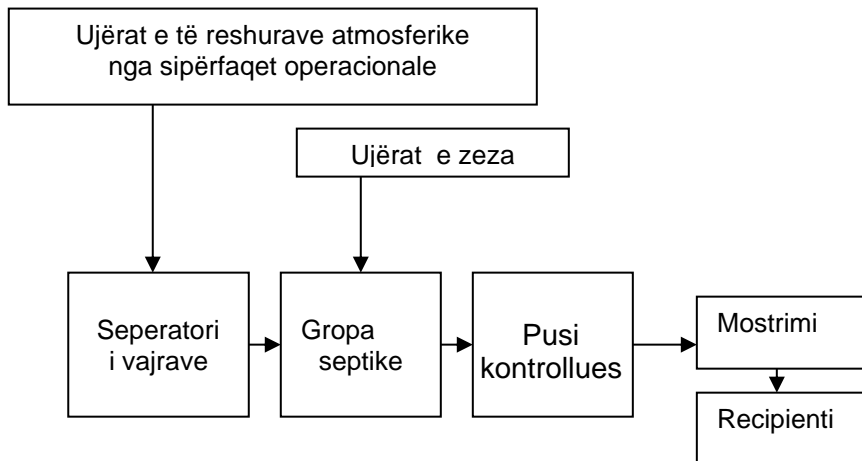 Ujërat e të reshurave atmosferike
nga sipërfaqet operacionale
Ujërat e zeza
Seperatori
i vajrave
Gropa
septike
Pusi
kontrollues
Mostrimi
Recipienti